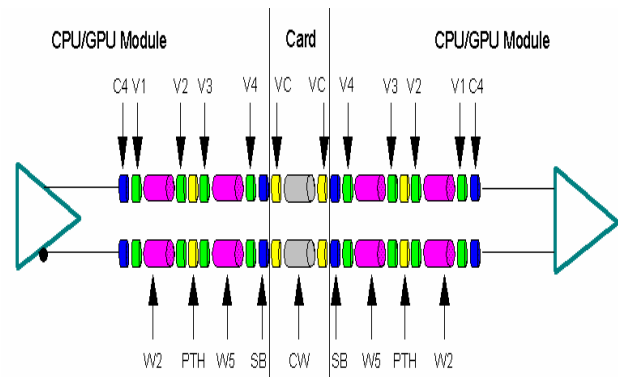 CPU/GPU Module Card CPU/GPU Module
C4 V1 V2 V3 V4 VC VC V4 V3 V2 V1 C4
W2 PTH W5 SB CW SB W5 PTH W2